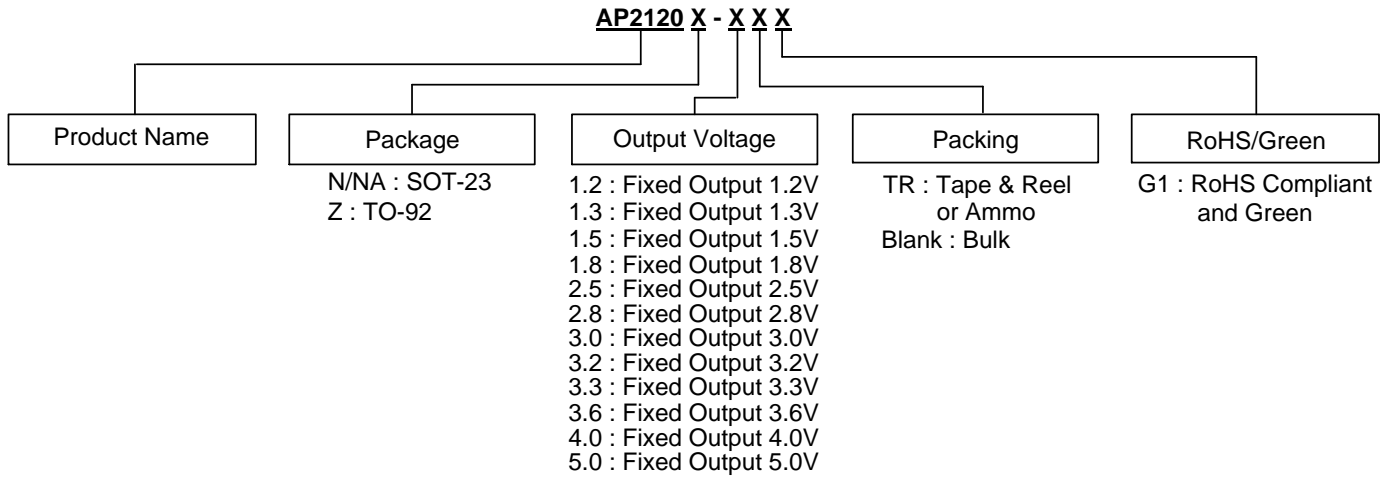 AP2120 X - X X X
Product Name
Package
Output Voltage
Packing
RoHS/Green
N/NA : SOT-23
Z : TO-92
1.2 : Fixed Output 1.2V
1.3 : Fixed Output 1.3V
1.5 : Fixed Output 1.5V
1.8 : Fixed Output 1.8V
2.5 : Fixed Output 2.5V
2.8 : Fixed Output 2.8V
3.0 : Fixed Output 3.0V
3.2 : Fixed Output 3.2V
3.3 : Fixed Output 3.3V
3.6 : Fixed Output 3.6V
4.0 : Fixed Output 4.0V
5.0 : Fixed Output 5.0V
TR : Tape & Reel
or Ammo
Blank : Bulk
G1 : RoHS Compliant
and Green